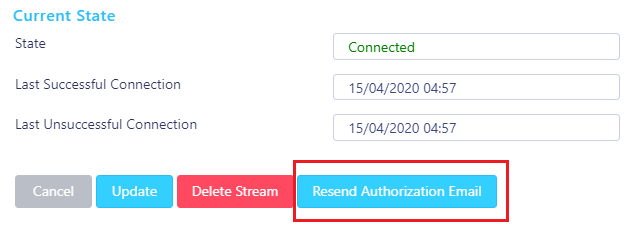 Current State
State
Connected
Last Successful Connection
15/04/2020 04:57
Last Unsuccessful Connection
15/04/2020 04:57
Cancel
Update
Delete Stream
Resend Authorization Email